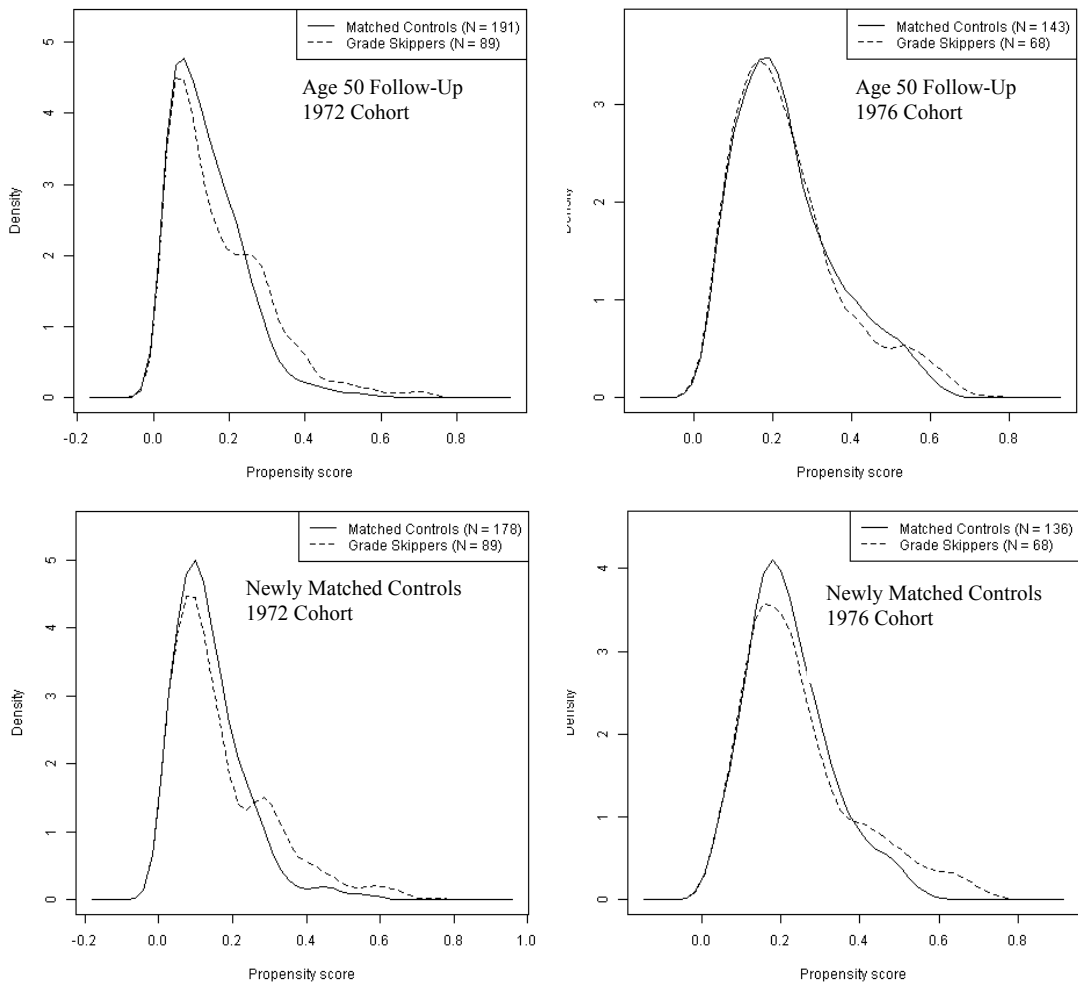 Matched Controls (N = 191)
Grade Skippers (N = 89)
Age 50 Follow-Up
1972 Cohort
Density
0
1
2
3
4
5
-0.2
0.0
0.2
0.4
0.6
0.8
Propensity score
Matched Controls (N = 143)
Grade Skippers (N = 68)
Age 50 Follow-Up
1976 Cohort
Density
0
1
2
3
0.0
0.2
0.4
0.6
0.8
Propensity score
Matched Controls (N = 178)
Grade Skippers (N = 89)
Newly Matched Controls
1972 Cohort
Density
0
1
2
3
4
5
-0.2
0.0
0.2
0.4
0.6
0.8
1.0
Propensity score
Matched Controls (N = 136)
Grade Skippers (N = 68)
Newly Matched Controls
1976 Cohort
Density
0
1
2
3
4
0.0
0.2
0.4
0.6
0.8
Propensity score